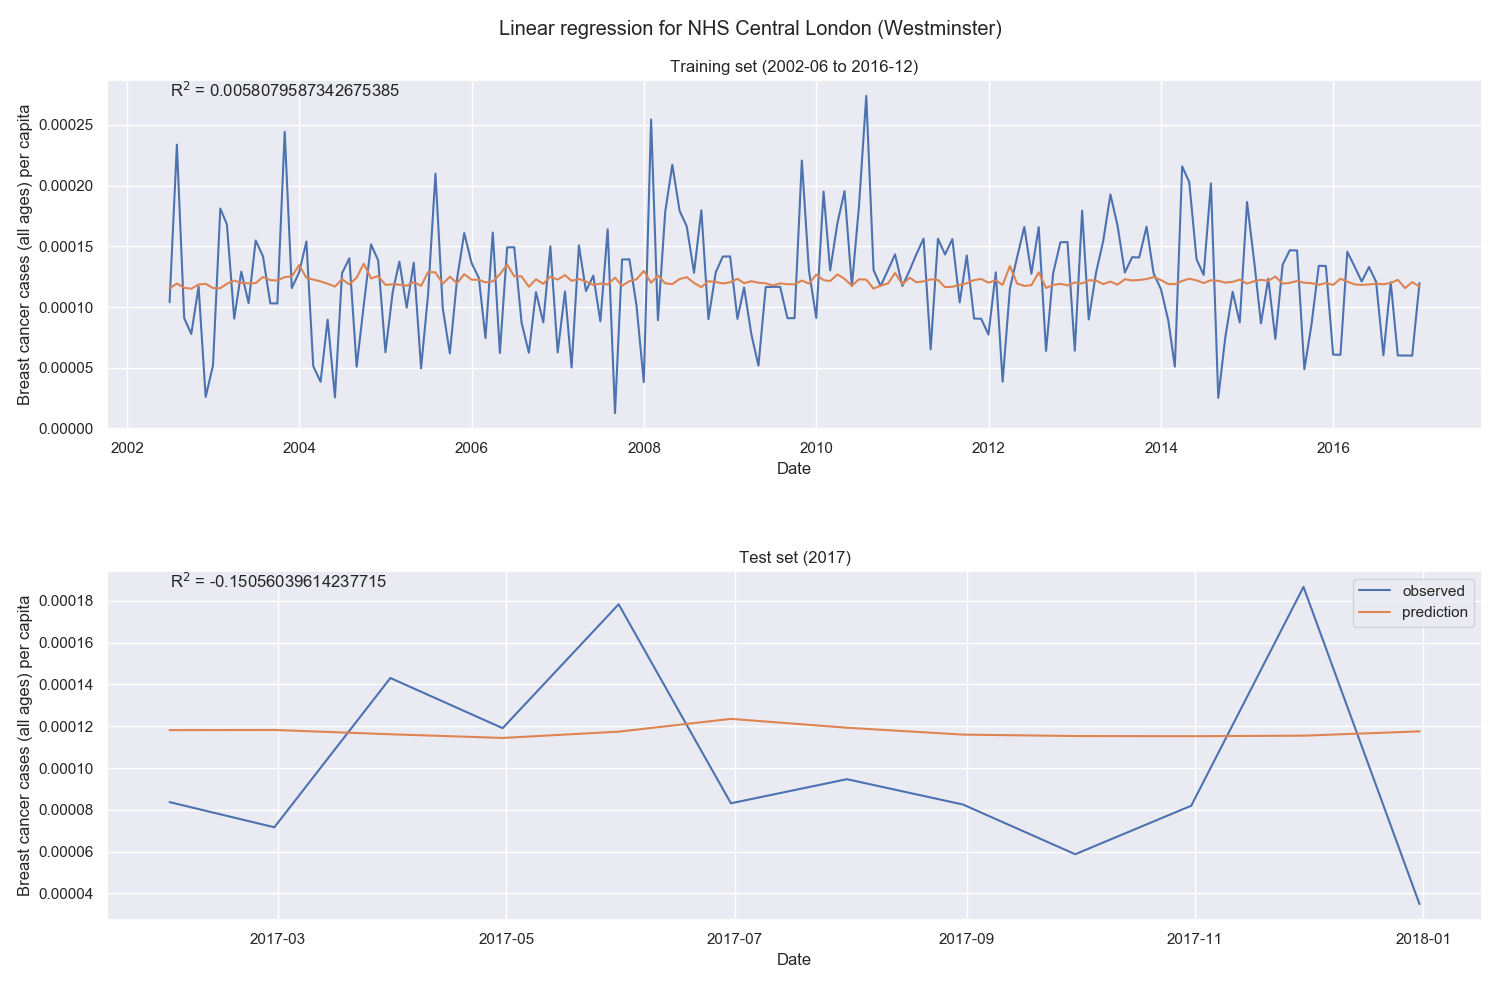 Linear regression for NHS Central London (Westminster)
Training set (2002-06 to 2016-12)
R² = 0.0058079587342675385
Breast cancer cases (all ages) per capita
0.00025
0.00020
0.00015
0.00010
0.00005
0.00000
2002 2004 2006 2008 2010 2012 2014 2016
Date
Test set (2017)
R² = -0.15056039614237715
observed
prediction
Breast cancer cases (all ages) per capita
0.00018
0.00016
0.00014
0.00012
0.00010
0.00008
0.00006
0.00004
2017-03 2017-05 2017-07 2017-09 2017-11 2018-01
Date